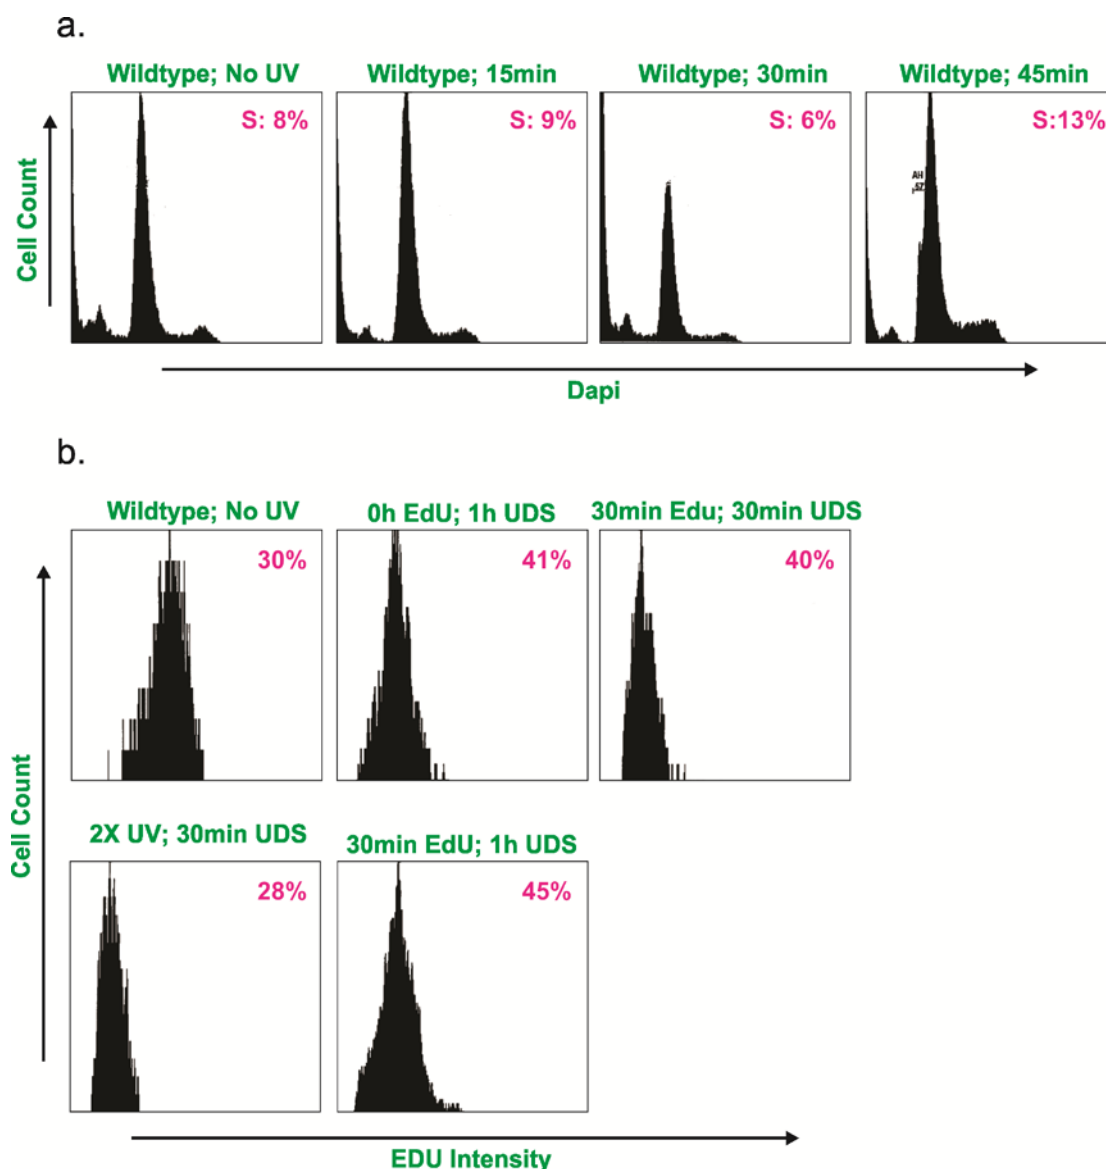 a.
Wildtype; No UV
Wildtype; 15min
Wildtype; 30min
Wildtype; 45min
S: 8%
S: 9%
S: 6%
S:13%
AH
57
Cell Count
Dapi
b.
Wildtype; No UV
0h EdU; 1h UDS
30min Edu; 30min UDS
30%
41%
40%
Cell Count
2X UV; 30min UDS
30min EdU; 1h UDS
28%
45%
EDU Intensity